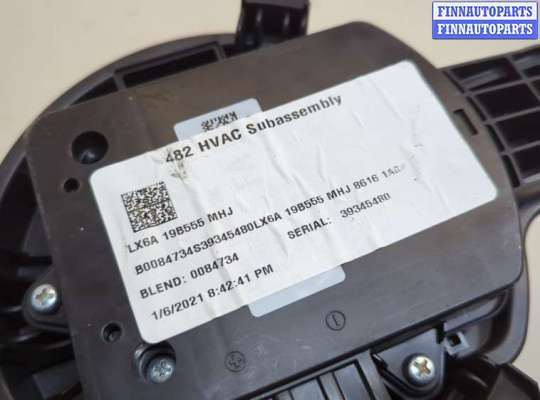 FINNAUTOPARTS
FINNAUTOPARTS
482 HVAC Subassembly
LX6A 19B555 MHJ
B0084734S39345480LX6A 19B555 MHJ 8616
BLEND: 0084734 SERIAL: 39345480
1/6/2021 8:42:41 PM